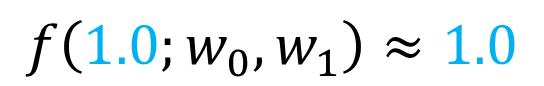 f(1.0; w₀, w₁) ≈ 1.0